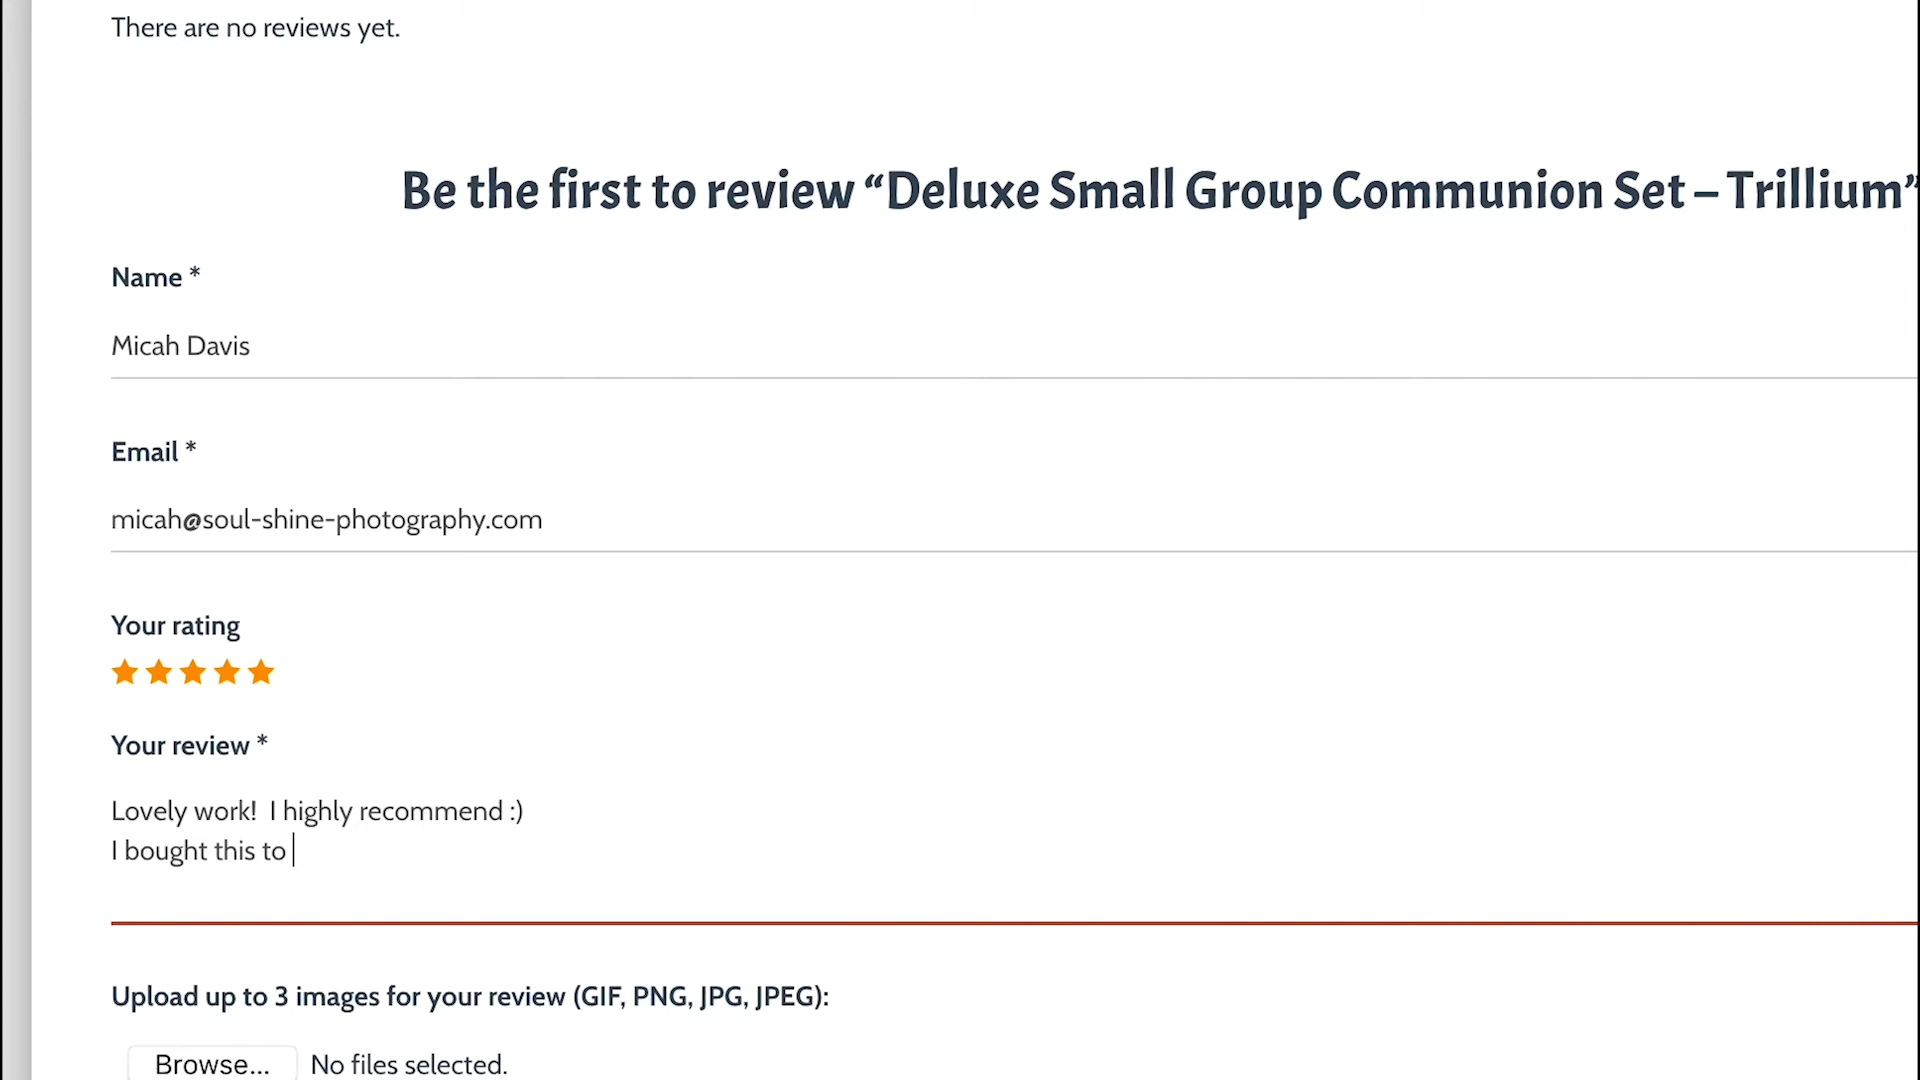 There are no reviews yet.
Be the first to review “Deluxe Small Group Communion Set – Trillium”
Name *
Micah Davis
Email *
micah@soul-shine-photography.com
Your rating
Your review *
Lovely work!  I highly recommend :)
I bought this to
Upload up to 3 images for your review (GIF, PNG, JPG, JPEG):
Browse... No files selected.